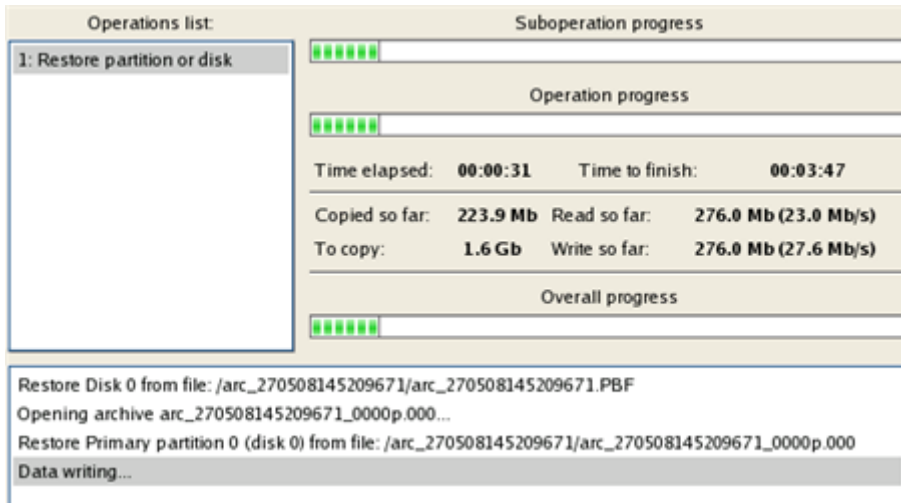 Operations list:
1: Restore partition or disk
Suboperation progress
Operation progress
Time elapsed: 00:00:31 Time to finish: 00:03:47
Copied so far: 223.9 Mb Read so far: 276.0 Mb (23.0 Mb/s)
To copy: 1.6 Gb Write so far: 276.0 Mb (27.6 Mb/s)
Overall progress
Restore Disk 0 from file: /arc_270508145209671/arc_270508145209671.PBF
Opening archive arc_270508145209671_0000p.000...
Restore Primary partition 0 (disk 0) from file: /arc_270508145209671/arc_270508145209671_0000p.000
Data writing...